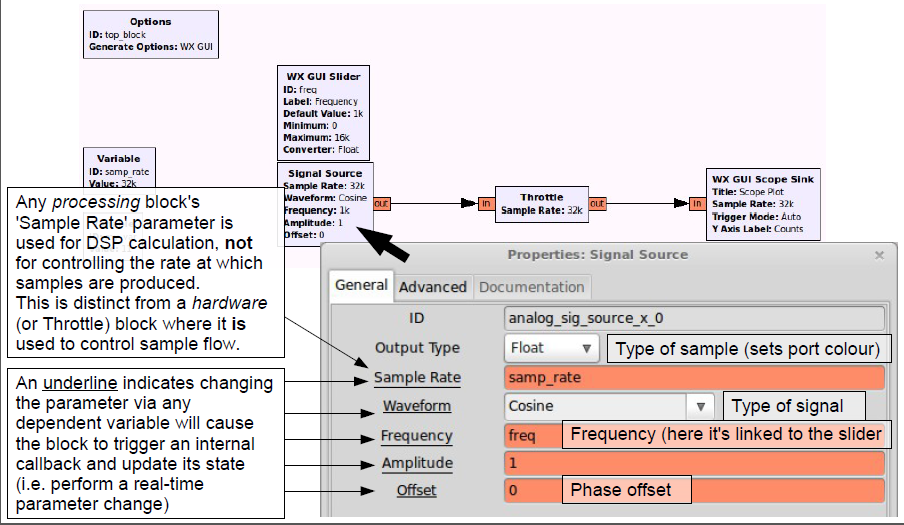 Options
ID: top_block
Generate Options: WX GUI
WX GUI Slider
ID: freq
Label: Frequency
Default Value: 1k
Minimum: 0
Maximum: 16k
Converter: Float
Variable
ID: samp_rate
Value: 32k
Signal Source
Sample Rate: 32k
Waveform: Cosine
Frequency: 1k
Amplitude: 1
Offset: 0
out
in
Throttle
Sample Rate: 32k
out
in
WX GUI Scope Sink
Title: Scope Plot
Sample Rate: 32k
Trigger Mode: Auto
Y Axis Label: Counts
Any processing block's
'Sample Rate' parameter is
used for DSP calculation, not
for controlling the rate at which
samples are produced.
This is distinct from a hardware
(or Throttle) block where it is
used to control sample flow.
An underline indicates changing
the parameter via any
dependent variable will cause
the block to trigger an internal
callback and update its state
(i.e. perform a real-time
parameter change)
Properties: Signal Source
General Advanced Documentation
ID analog_sig_source_x_0
Output Type Float Type of sample (sets port colour)
Sample Rate samp_rate
Waveform Cosine Type of signal
Frequency freq Frequency (here it's linked to the slider
Amplitude 1
Offset 0 Phase offset